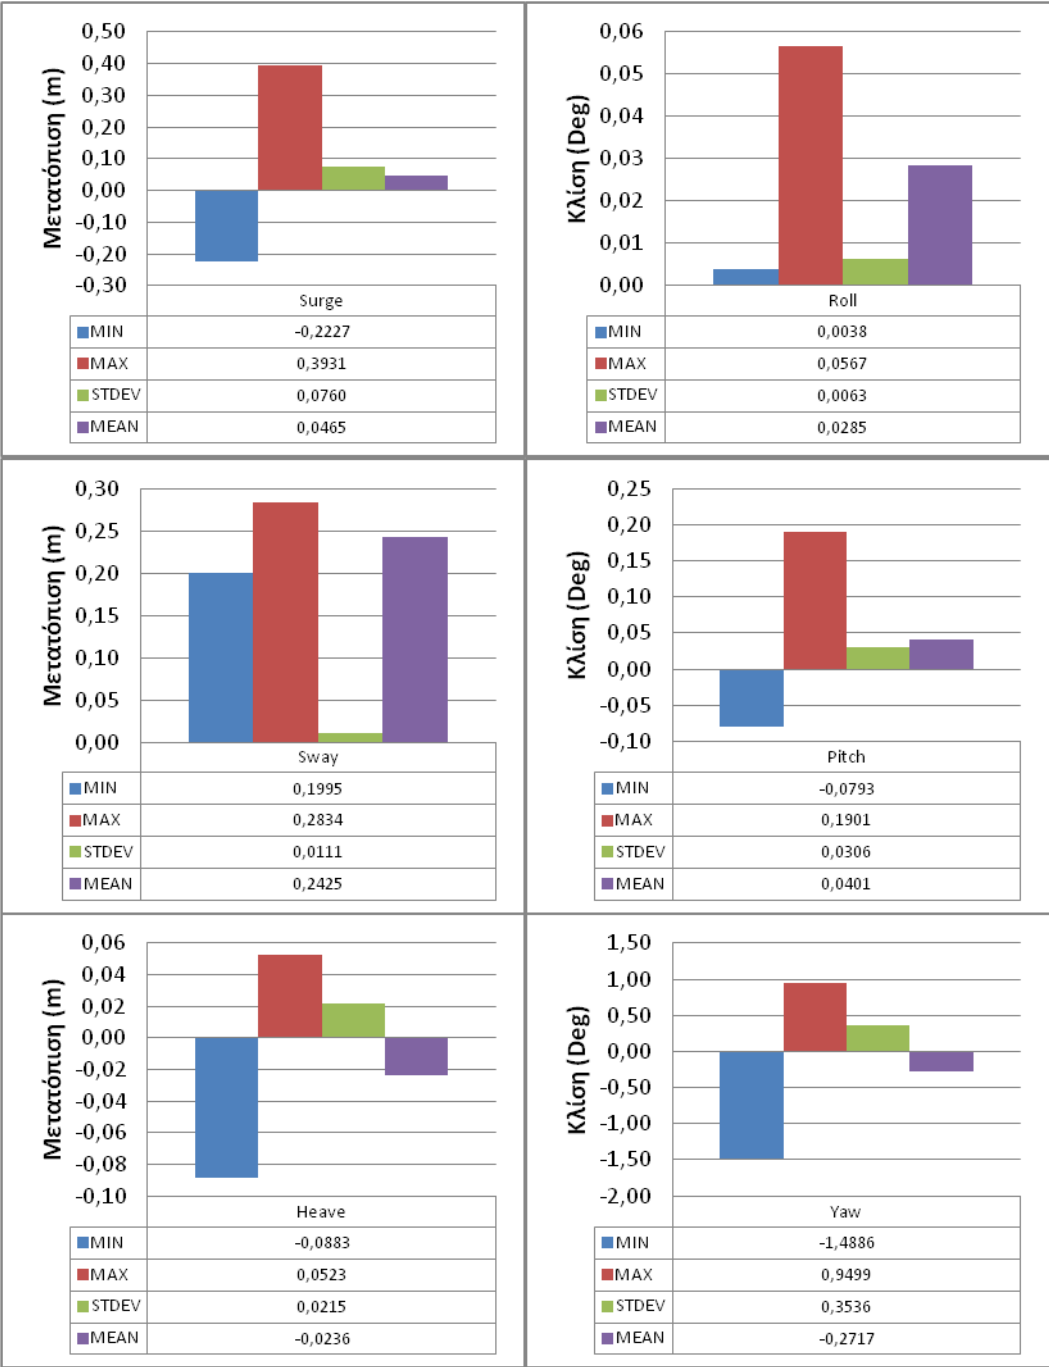 Μετατόπιση (m)
0,50
0,40
0,30
0,20
0,10
0,00
-0,10
-0,20
-0,30
Surge
MIN -0,2227
MAX 0,3931
STDEV 0,0760
MEAN 0,0465
Κλίση (Deg)
0,06
0,05
0,04
0,03
0,02
0,01
0,00
Roll
MIN 0,0038
MAX 0,0567
STDEV 0,0063
MEAN 0,0285
Μετατόπιση (m)
0,30
0,25
0,20
0,15
0,10
0,05
0,00
Sway
MIN 0,1995
MAX 0,2834
STDEV 0,0111
MEAN 0,2425
Κλίση (Deg)
0,25
0,20
0,15
0,10
0,05
0,00
-0,05
-0,10
Pitch
MIN -0,0793
MAX 0,1901
STDEV 0,0306
MEAN 0,0401
Μετατόπιση (m)
0,06
0,04
0,02
0,00
-0,02
-0,04
-0,06
-0,08
-0,10
Heave
MIN -0,0883
MAX 0,0523
STDEV 0,0215
MEAN -0,0236
Κλίση (Deg)
1,50
1,00
0,50
0,00
-0,50
-1,00
-1,50
-2,00
Yaw
MIN -1,4886
MAX 0,9499
STDEV 0,3536
MEAN -0,2717